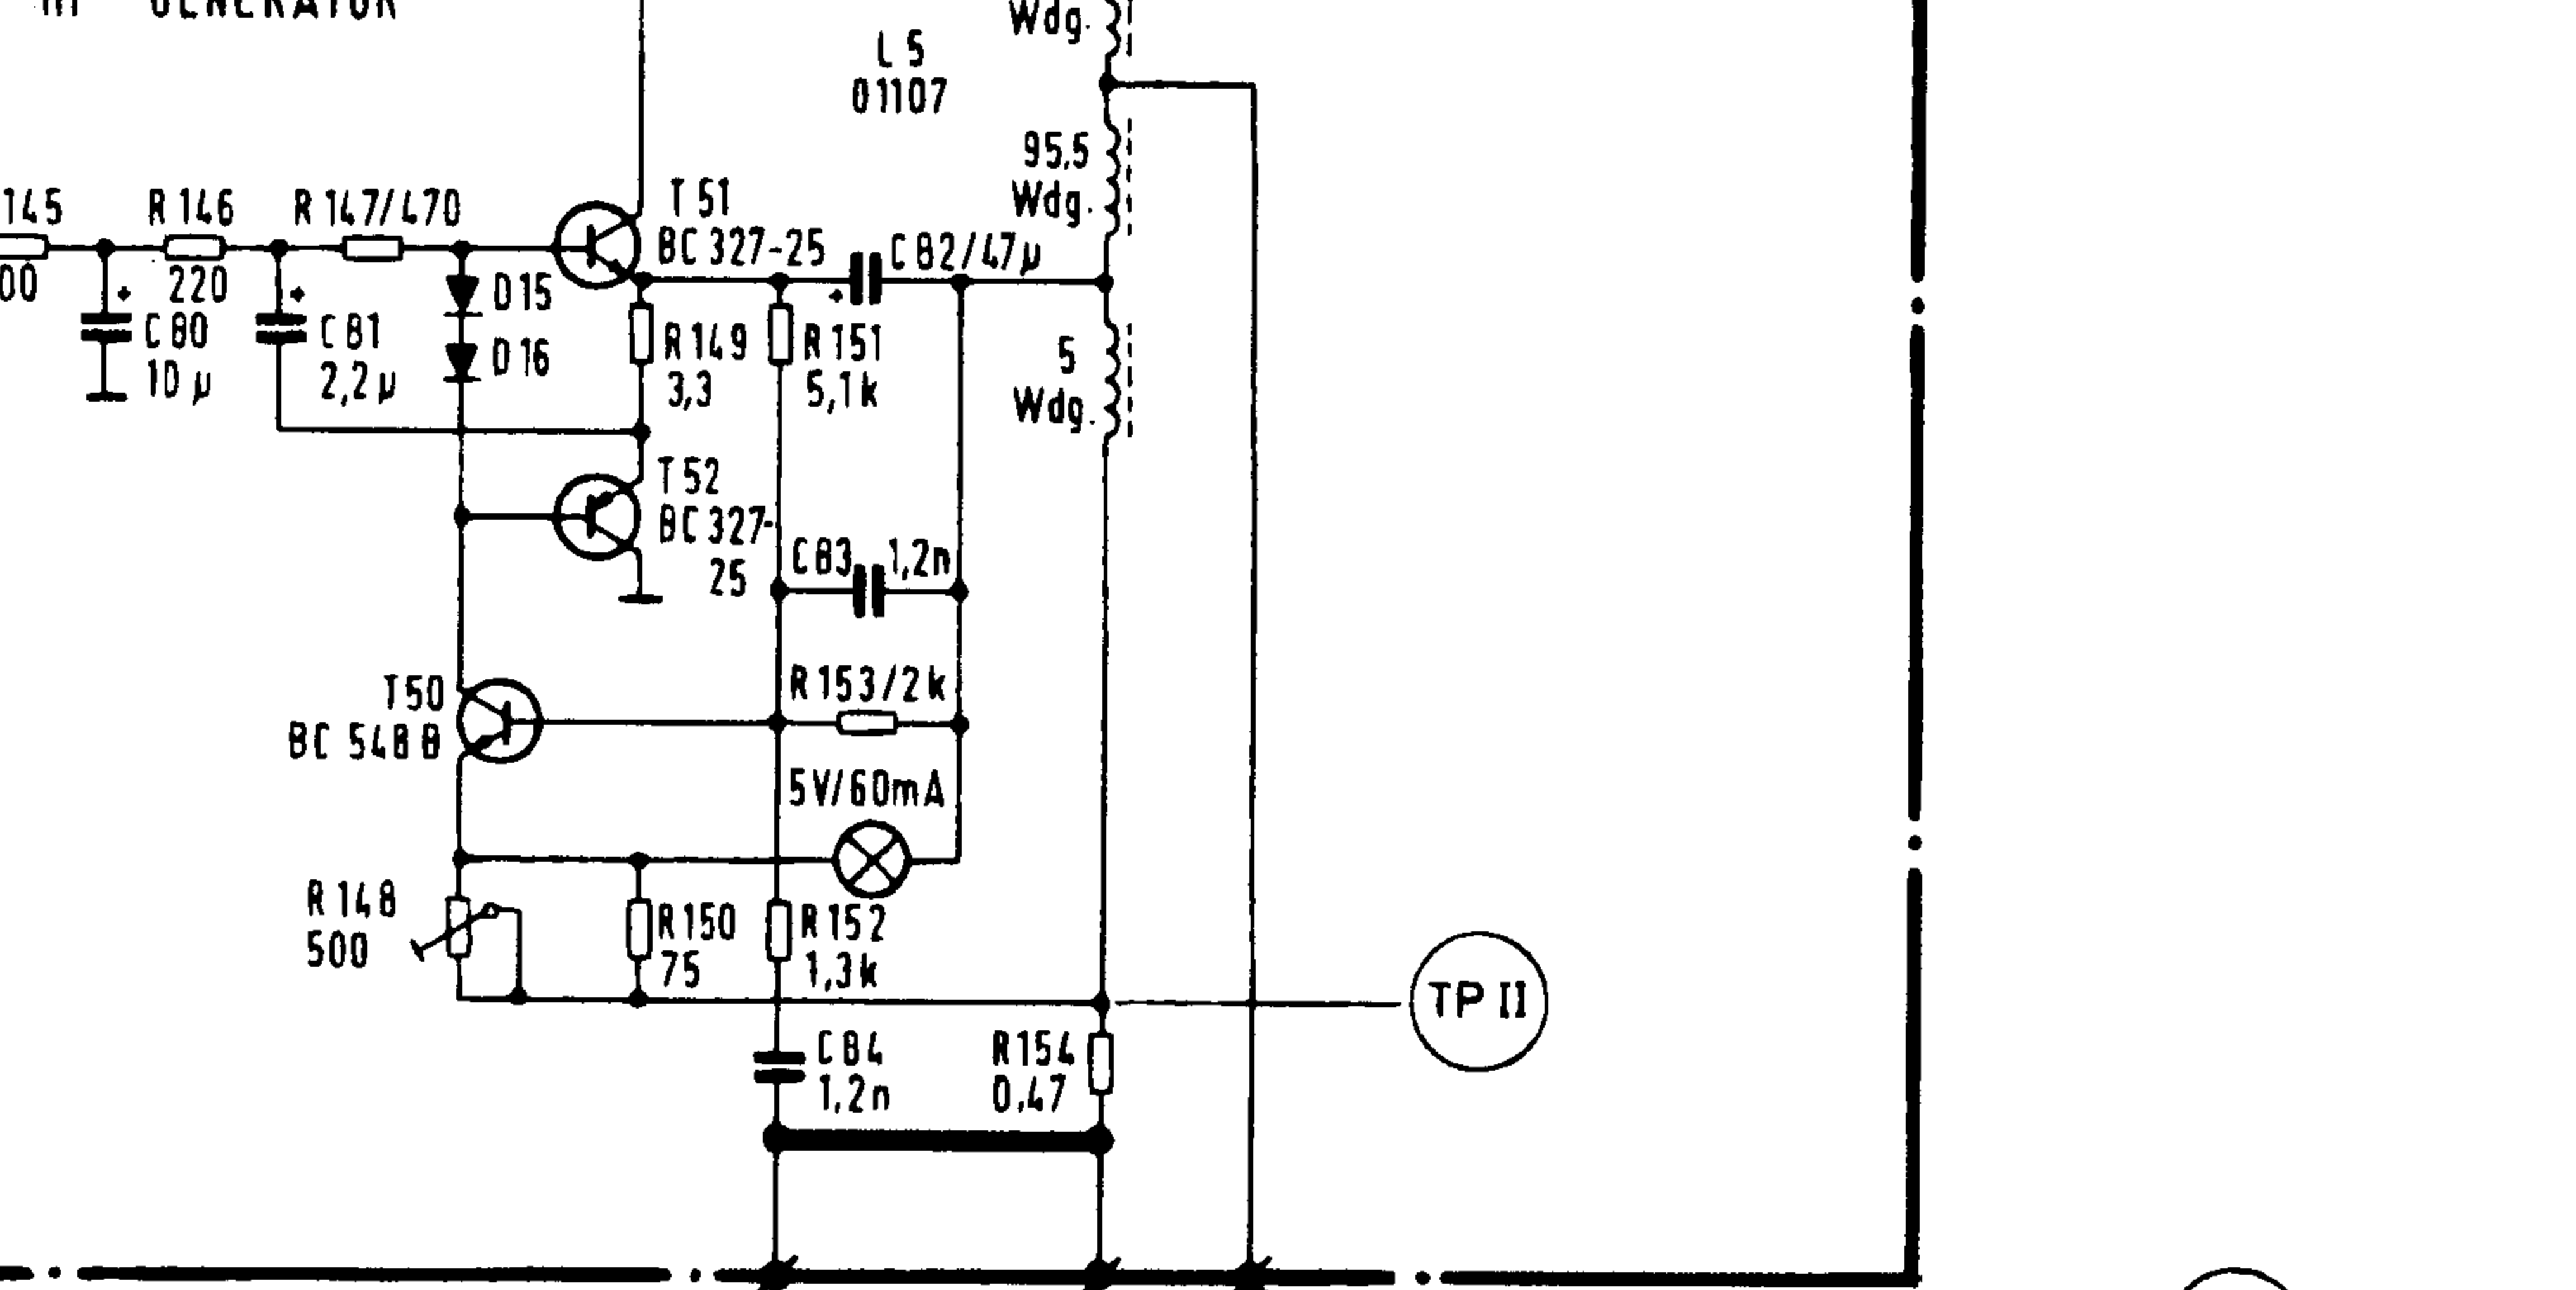 GENERATOR
Wdg.
L 5
01107
95,5
Wdg.
145
R 146
R 147/470
T 51
BC 327-25
C 82/47µ
00
220
+
+
D 15
+
C 80
10 µ
C 81
2,2 µ
D 16
R 149
3,3
R 151
5,1k
5
Wdg.
T 52
BC 327-
25
C 83
1,2n
T50
BC 548 B
R 153/2k
5V/60mA
R 148
500
R 150
75
R 152
1,3k
TP II
C 84
1,2n
R154
0,47